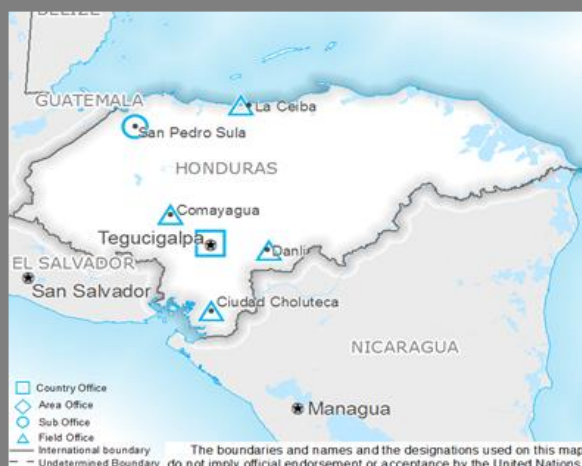 BELIZE
GUATEMALA
La Ceiba
San Pedro Sula
HONDURAS
Comayagua
Tegucigalpa
Danli
EL SALVADOR
San Salvador
Ciudad Choluteca
NICARAGUA
Managua
Country Office
Area Office
Sub Office
Field Office
International boundary
Undetermined Boundary
The boundaries and names and the designations used on this map
do not imply official endorsement or acceptance by the United Nations